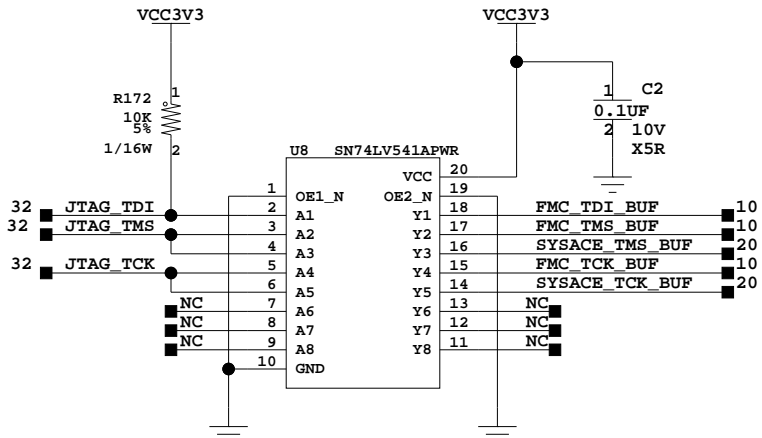 VCC3V3 VCC3V3
1 C2
R172 1
10K 0.1UF
5% 2 10V
1/16W 2 X5R
U8 SN74LV541APWR
VCC 20
1 OE1_N OE2_N 19
32 JTAG_TDI 2 A1 Y1 18 FMC_TDI_BUF 10
32 JTAG_TMS 3 A2 Y2 17 FMC_TMS_BUF 10
4 A3 Y3 16 SYSACE_TMS_BUF 20
32 JTAG_TCK 5 A4 Y4 15 FMC_TCK_BUF 10
6 A5 Y5 14 SYSACE_TCK_BUF 20
NC 7 A6 Y6 13 NC
NC 8 A7 Y7 12 NC
NC 9 A8 Y8 11 NC
10 GND